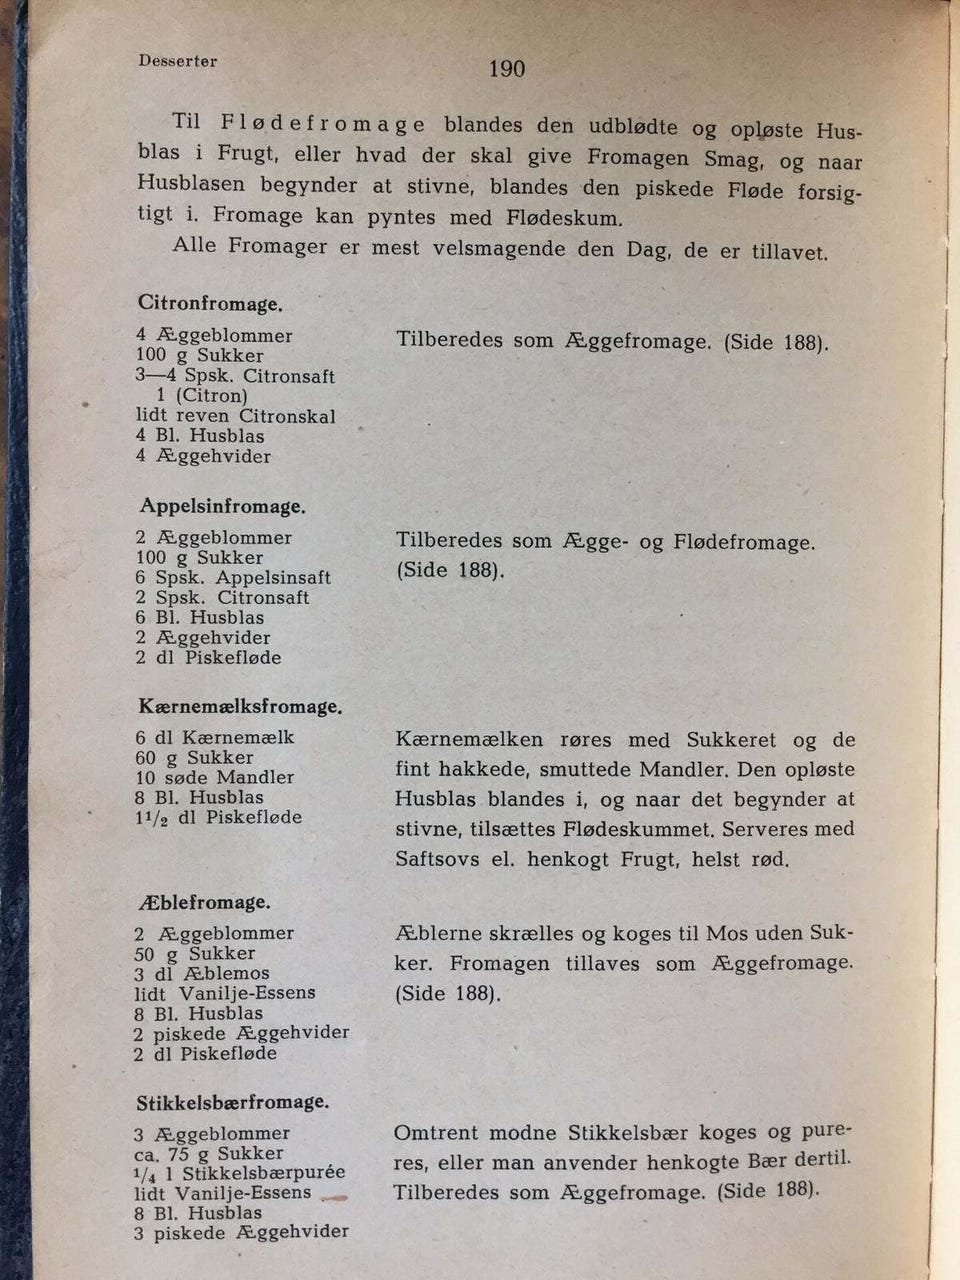 Desserter
190
Til Flødefromage blandes den udblødte og opløste Hus-
blas i Frugt, eller hvad der skal give Fromagen Smag, og naar
Husblasen begynder at stivne, blandes den piskede Fløde forsig-
tigt i. Fromage kan pyntes med Flødeskum.
Alle Fromager er mest velsmagende den Dag, de er tillavet.
Citronfromage.
4 Æggeblommer
100 g Sukker
3—4 Spsk. Citronsaft
1 (Citron)
lidt reven Citronskal
4 Bl. Husblas
4 Æggehvider
Tilberedes som Æggefromage. (Side 188).
Appelsinfromage.
2 Æggeblommer
100 g Sukker
6 Spsk. Appelsinsaft
2 Spsk. Citronsaft
6 Bl. Husblas
2 Æggehvider
2 dl Piskefløde
Tilberedes som Ægge- og Flødefromage.
(Side 188).
Kærnemælksfromage.
6 dl Kærnemælk
60 g Sukker
10 søde Mandler
8 Bl. Husblas
1 1/2 dl Piskefløde
Kærnemælken røres med Sukkeret og de
fint hakkede, smuttede Mandler. Den opløste
Husblas blandes i, og naar det begynder at
stivne, tilsættes Flødeskummet. Serveres med
Saftsovs el. henkogt Frugt, helst rød.
Æblefromage.
2 Æggeblommer
50 g Sukker
3 dl Æblemos
lidt Vanilje-Essens
8 Bl. Husblas
2 piskede Æggehvider
2 dl Piskefløde
Æblerne skrælles og koges til Mos uden Suk-
ker. Fromagen tillaves som Æggefromage.
(Side 188).
Stikkelsbærfromage.
3 Æggeblommer
ca. 75 g Sukker
1/4 l Stikkelsbærpurée
lidt Vanilje-Essens
8 Bl. Husblas
3 piskede Æggehvider
Omtrent modne Stikkelsbær koges og pure-
res, eller man anvender henkogte Bær dertil.
Tilberedes som Æggefromage. (Side 188).